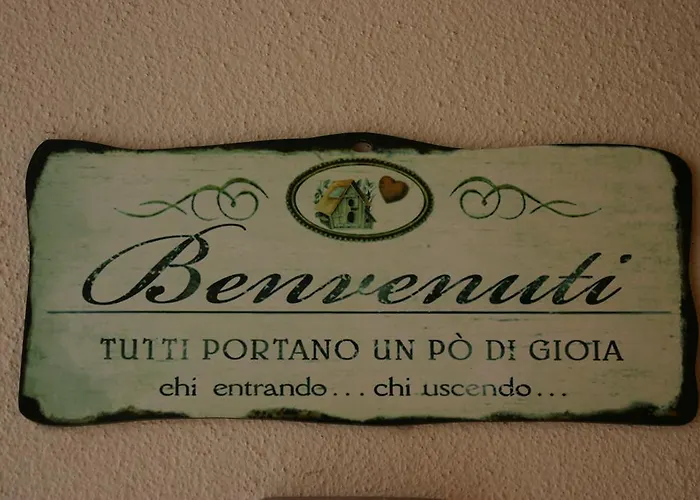 Benvenuti
TUTTI PORTANO UN PÒ DI GIOIA
chi entrando... chi uscendo...